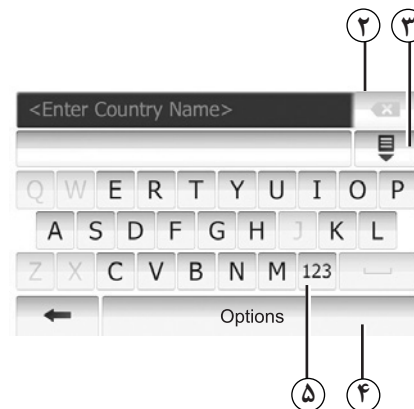 ۲ ۳
<Enter Country Name>
Q W E R T Y U I O P
A S D F G H J K L
Z X C V B N M 123
Options
۵ ۴